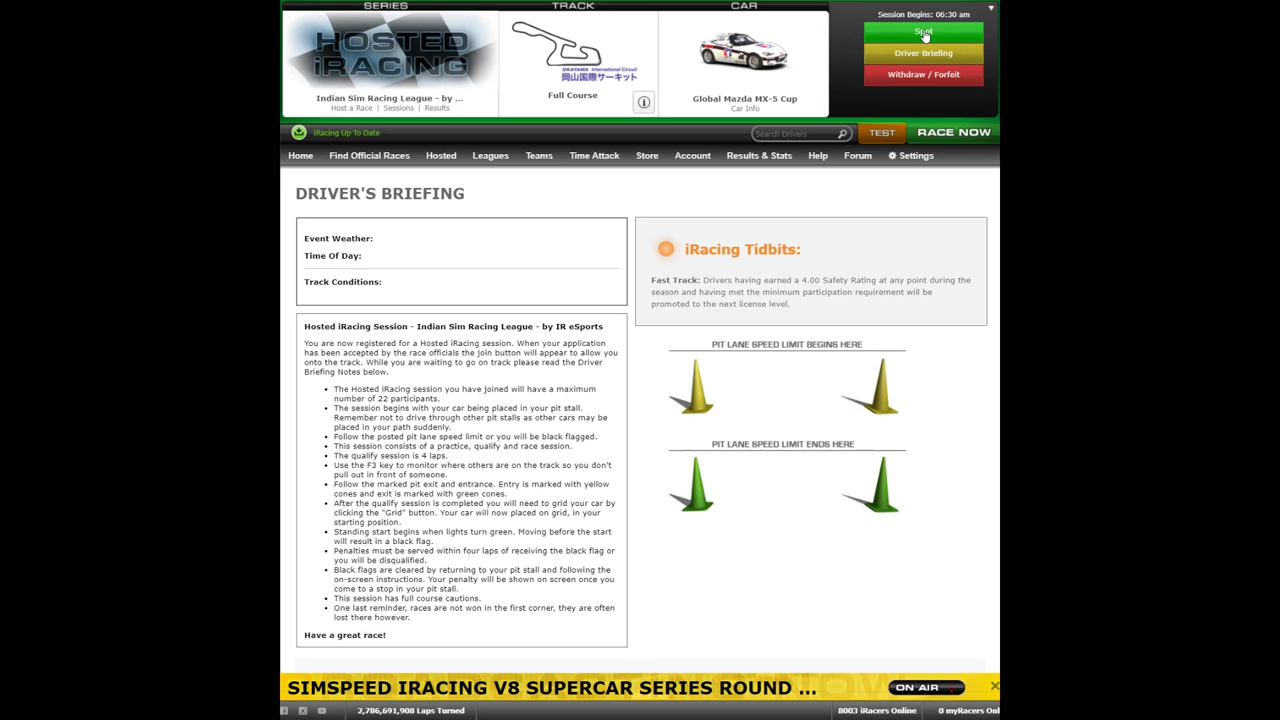 SERIES
TRACK
CAR
Session Begins: 06:30 am
HOSTED
iRACING
OKAYAMA International Circuit
岡山国際サーキット
Driver Briefing
Withdraw / Forfeit
Indian Sim Racing League - by ...
Full Course
Global Mazda MX-5 Cup
Host a Race | Sessions | Results
Car Info
iRacing Up To Date
Search Drivers
TEST
RACE NOW
Home
Find Official Races
Hosted
Leagues
Teams
Time Attack
Store
Account
Results & Stats
Help
Forum
Settings
DRIVER'S BRIEFING
Event Weather:
Time Of Day:
Track Conditions:
iRacing Tidbits:
Fast Track: Drivers having earned a 4.00 Safety Rating at any point during the
season and having met the minimum participation requirement will be
promoted to the next license level.
Hosted iRacing Session - Indian Sim Racing League - by IR eSports
You are now registered for a Hosted iRacing session. When your application
has been accepted by the race officials the join button will appear to allow you
onto the track. While you are waiting to go on track please read the Driver
Briefing Notes below.
• The Hosted iRacing session you have joined will have a maximum
number of 22 participants.
• The session begins with your car being placed in your pit stall.
Remember not to drive through other pit stalls as other cars may be
placed in your path suddenly.
• Follow the posted pit lane speed limit or you will be black flagged.
• This session consists of a practice, qualify and race session.
• The qualify session is 4 laps.
• Use the F3 key to monitor where others are on the track so you don't
pull out in front of someone.
• Follow the marked pit exit and entrance. Entry is marked with yellow
cones and exit is marked with green cones.
• After the qualify session is completed you will need to grid your car by
clicking the "Grid" button. Your car will now placed on grid, in your
starting position.
• Standing start begins when lights turn green. Moving before the start
will result in a black flag.
• Penalties must be served within four laps of receiving the black flag or
you will be disqualified.
• Black flags are cleared by returning to your pit stall and following the
on-screen instructions. Your penalty will be shown on screen once you
come to a stop in your pit stall.
• This session has full course cautions.
• One last reminder, races are not won in the first corner, they are often
lost there however.
Have a great race!
PIT LANE SPEED LIMIT BEGINS HERE
PIT LANE SPEED LIMIT ENDS HERE
SIMSPEED IRACING V8 SUPERCAR SERIES ROUND ...
ON AIR
2,786,691,908 Laps Turned
8003 iRacers Online
0 myRacers Onl